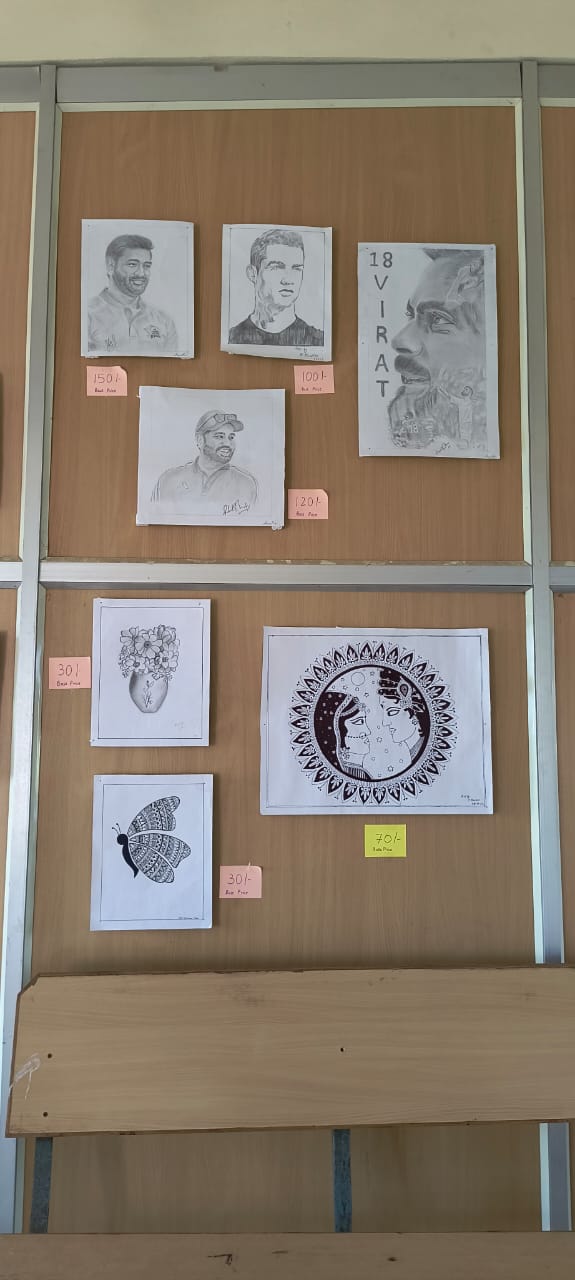 18
V
I
R
A
T
150/-
Base Price
100/-
Base Price
120/-
Base Price
30/-
Base Price
70/-
Base Price
30/-
Base Price